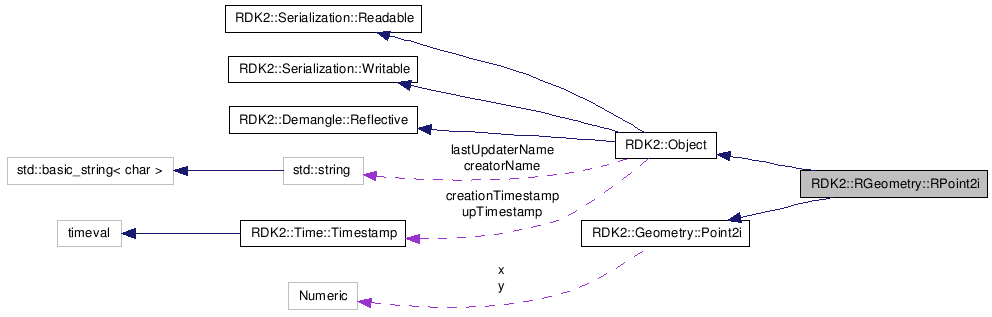 RDK2::Serialization::Readable
RDK2::Serialization::Writable
RDK2::Demangle::Reflective
RDK2::Object
lastUpdaterName
creatorName
std::basic_string< char >
std::string
RDK2::RGeometry::RPoint2i
creationTimestamp
upTimestamp
timeval
RDK2::Time::Timestamp
RDK2::Geometry::Point2i
x
y
Numeric